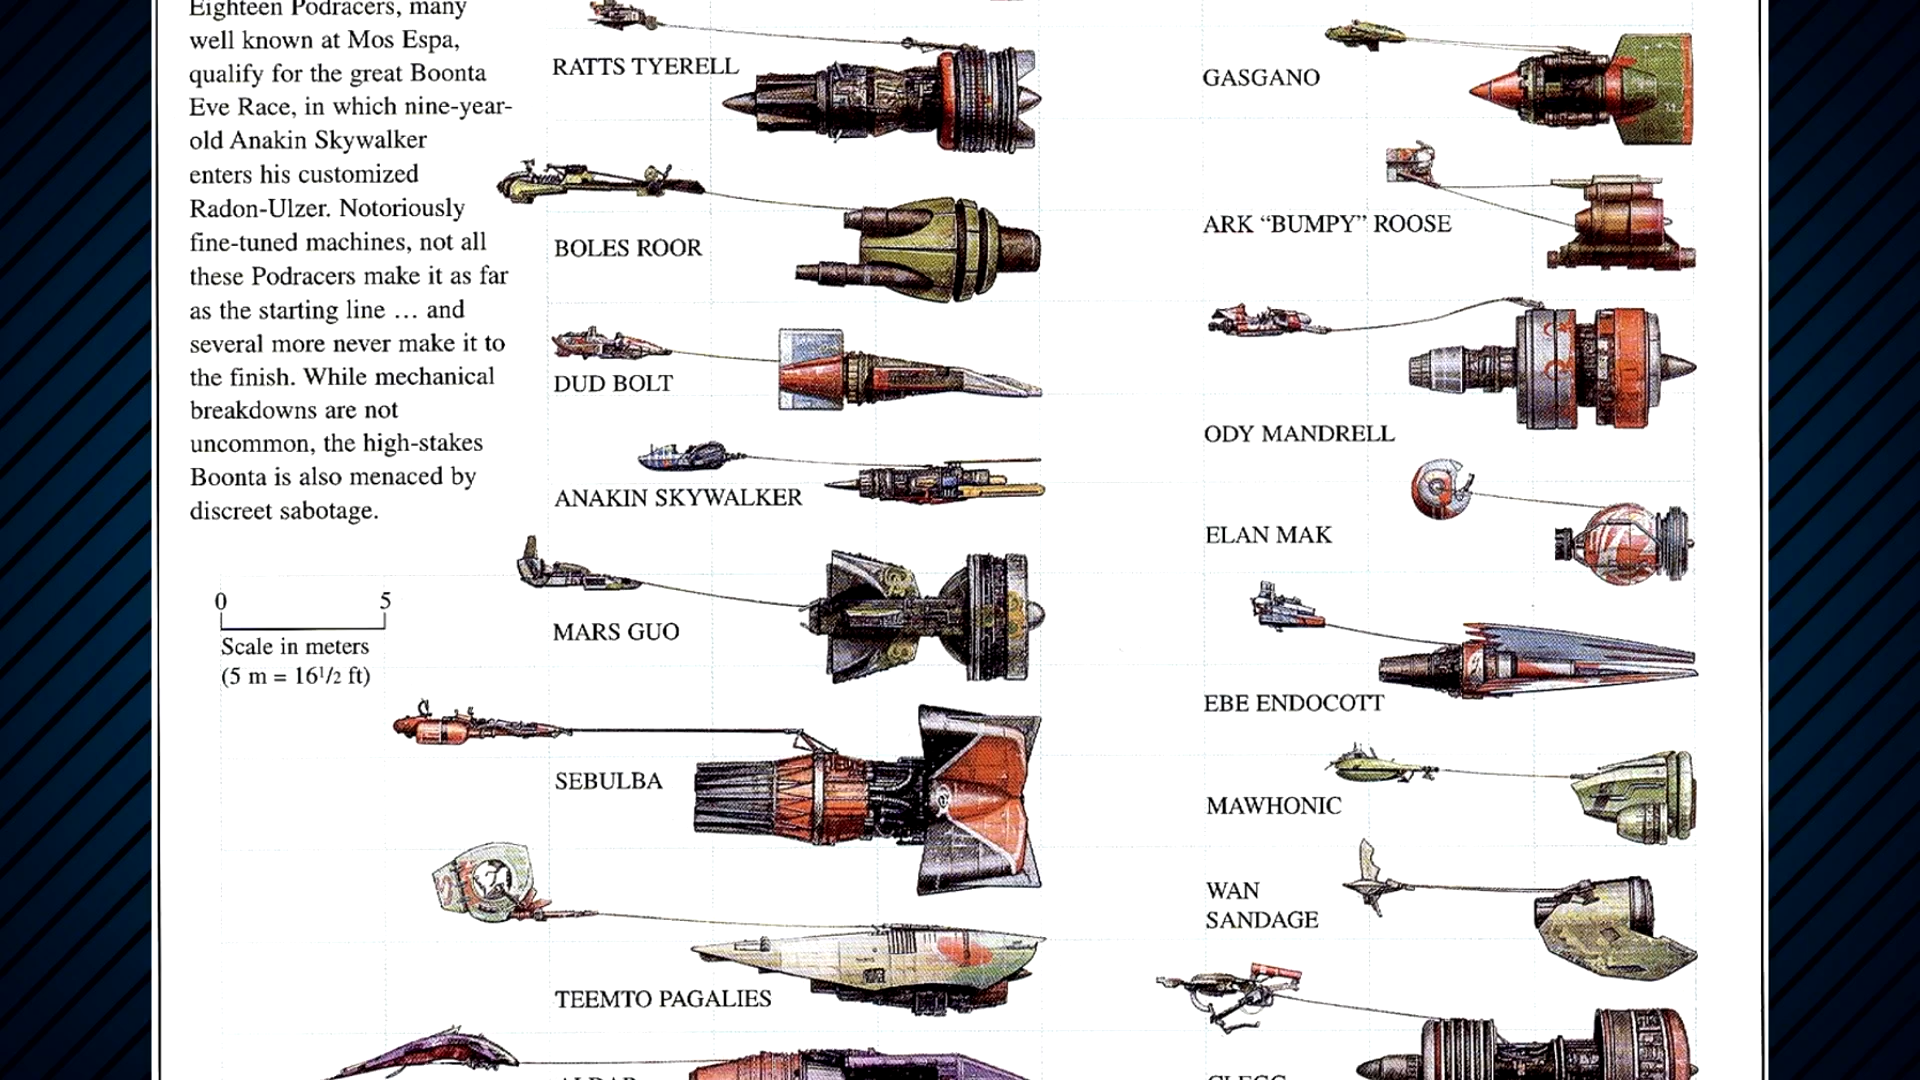 Eighteen Podracers, many
well known at Mos Espa,
qualify for the great Boonta
Eve Race, in which nine-year-
old Anakin Skywalker
enters his customized
Radon-Ulzer. Notoriously
fine-tuned machines, not all
these Podracers make it as far
as the starting line … and
several more never make it to
the finish. While mechanical
breakdowns are not
uncommon, the high-stakes
Boonta is also menaced by
discreet sabotage.
0 5
Scale in meters
(5 m = 16 1/2 ft)
RATTS TYERELL
BOLES ROOR
DUD BOLT
ANAKIN SKYWALKER
MARS GUO
SEBULBA
TEEMTO PAGALIES
ALDAR
GASGANO
ARK “BUMPY” ROOSE
ODY MANDRELL
ELAN MAK
EBE ENDOCOTT
MAWHONIC
WAN
SANDAGE
CLEGG